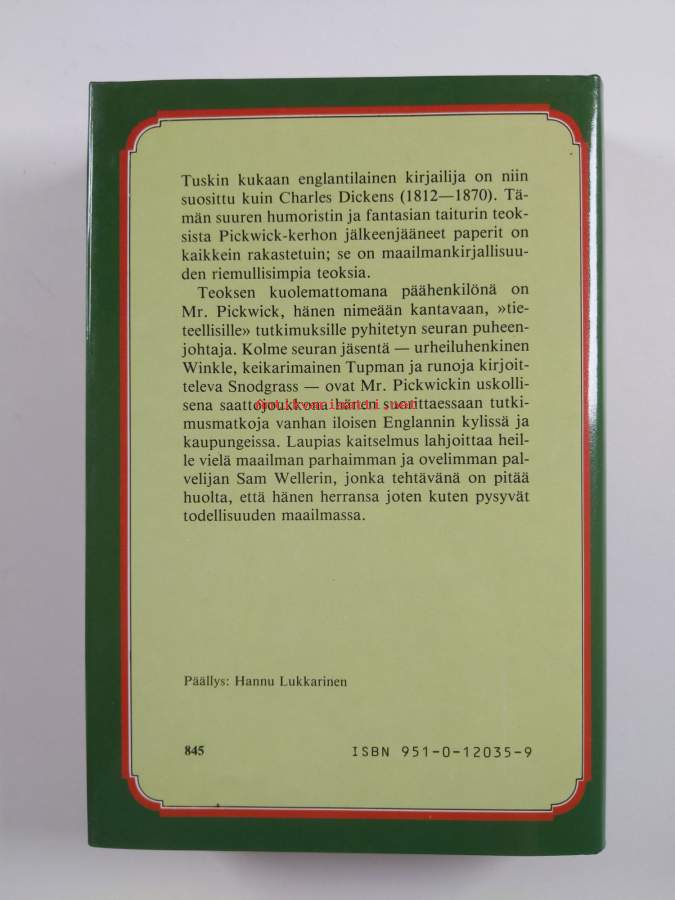 Tuskin kukaan englantilainen kirjailija on niin
suosittu kuin Charles Dickens (1812—1870). Tä-
män suuren humoristin ja fantasian taiturin teok-
sista Pickwick-kerhon jälkeenjääneet paperit on
kaikkein rakastetuin; se on maailmankirjallisuu-
den riemullisimpia teoksia.
Teoksen kuolemattomana päähenkilönä on
Mr. Pickwick, hänen nimeään kantavaan, »tie-
teellisille» tutkimuksille pyhitetyn seuran puheen-
johtaja. Kolme seuran jäsentä — urheiluhenkinen
Winkle, keikarimainen Tupman ja runoja kirjoit-
televa Snodgrass — ovat Mr. Pickwickin uskolli-
sena saattojoukkona hänen suorittaessaan tutki-
musmatkoja vanhan iloisen Englannin kylissä ja
kaupungeissa. Laupias kaitselmus lahjoittaa heil-
le vielä maailman parhaimman ja ovelimman pal-
velijan Sam Wellerin, jonka tehtävänä on pitää
huolta, että hänen herransa joten kuten pysyvät
todellisuuden maailmassa.
Päällys: Hannu Lukkarinen
845 ISBN 951-0-12035-9